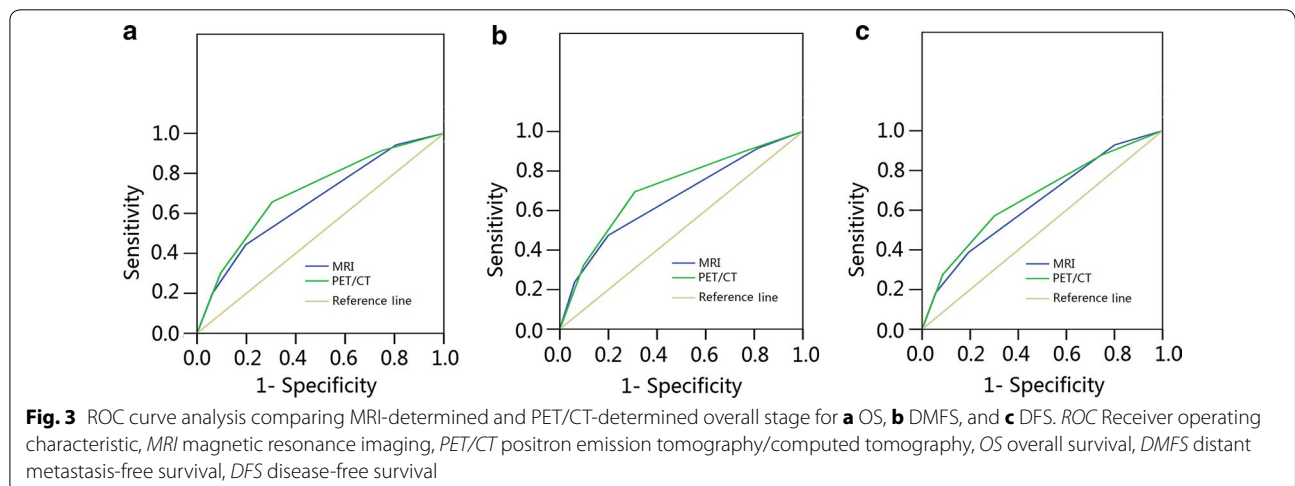 a
1.0
0.8
0.6
0.4
0.2
0.0
Sensitivity
MRI
PET/CT
Reference line
0.0 0.2 0.4 0.6 0.8 1.0
1- Specificity
b
1.0
0.8
0.6
0.4
0.2
0.0
Sensitivity
MRI
PET/CT
Reference line
0.0 0.2 0.4 0.6 0.8 1.0
1- Specificity
c
1.0
0.8
0.6
0.4
0.2
0.0
Sensitivity
MRI
PET/CT
Reference line
0.0 0.2 0.4 0.6 0.8 1.0
1- Specificity
Fig. 3 ROC curve analysis comparing MRI-determined and PET/CT-determined overall stage for a OS, b DMFS, and c DFS. ROC Receiver operating
characteristic, MRI magnetic resonance imaging, PET/CT positron emission tomography/computed tomography, OS overall survival, DMFS distant
metastasis-free survival, DFS disease-free survival